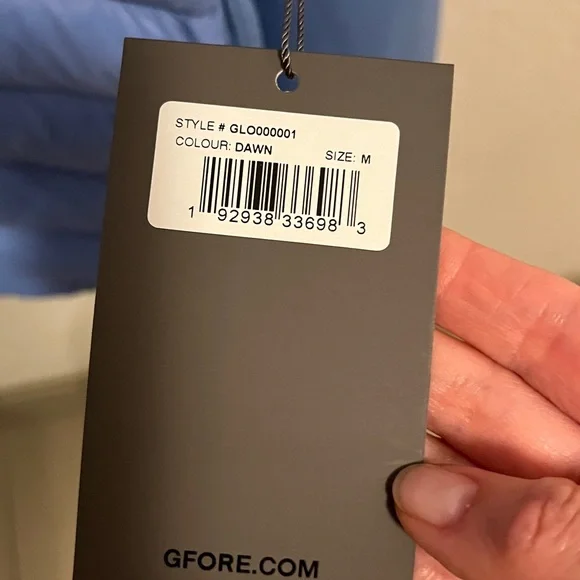 STYLE # GLO000001
COLOUR: DAWN SIZE: M
1 92938 33698 3
GFORE.COM